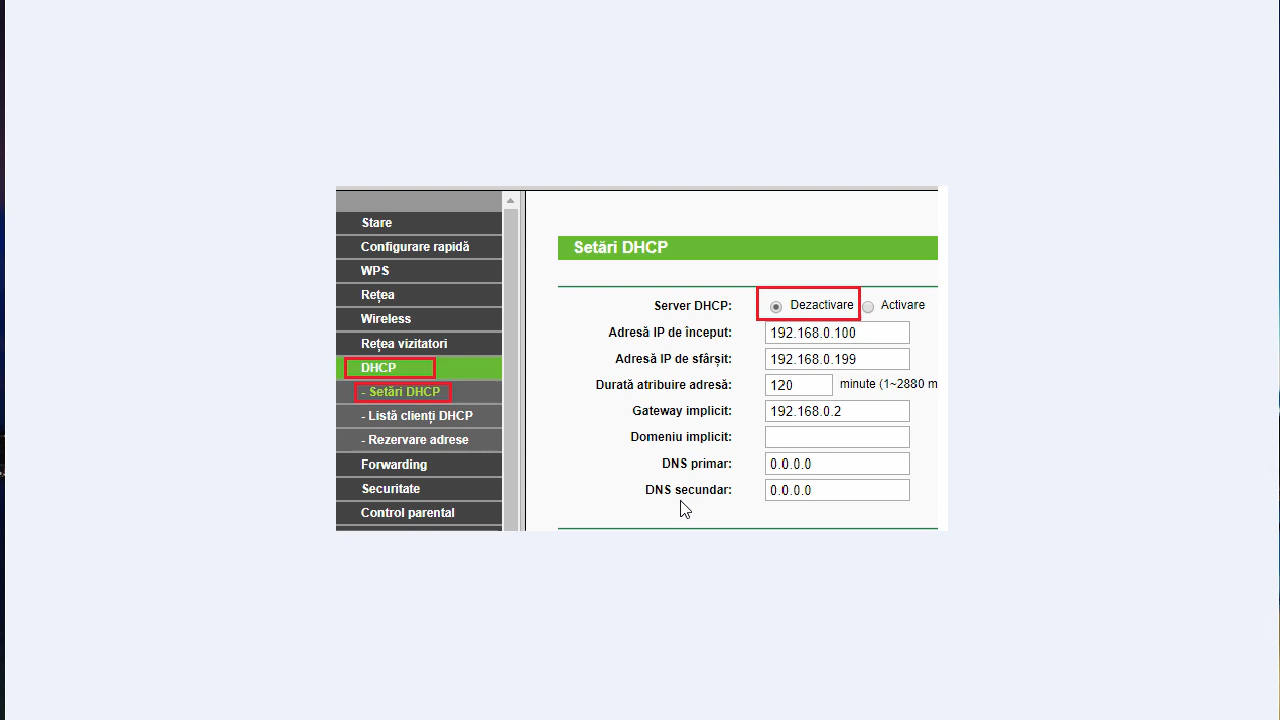 Stare
Configurare rapidă
WPS
Rețea
Wireless
Rețea vizitatori
DHCP
- Setări DHCP
- Listă clienți DHCP
- Rezervare adrese
Forwarding
Securitate
Control parental
Setări DHCP
Server DHCP: Dezactivare Activare
Adresă IP de început: 192.168.0.100
Adresă IP de sfârșit: 192.168.0.199
Durată atribuire adresă: 120 minute (1~2880 m
Gateway implicit: 192.168.0.2
Domeniu implicit:
DNS primar: 0.0.0.0
DNS secundar: 0.0.0.0